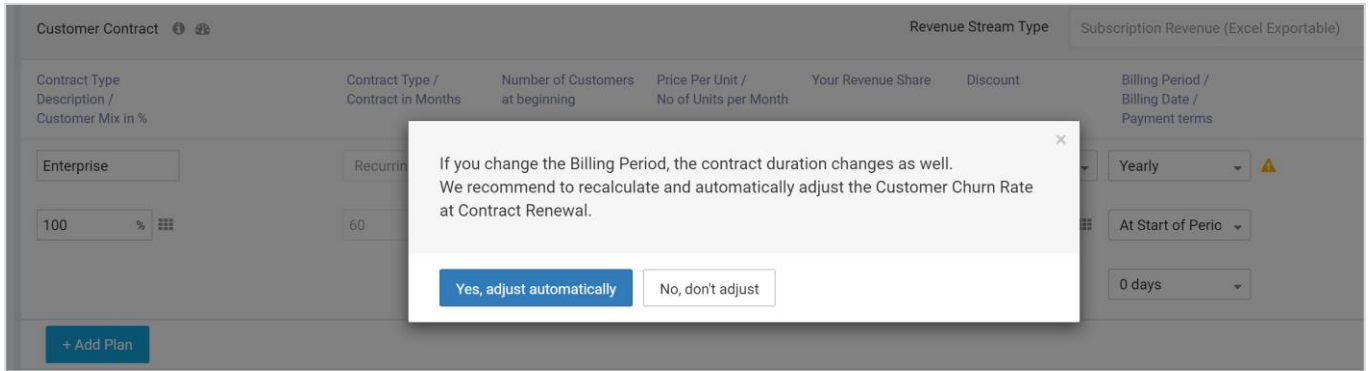 Customer Contract
Revenue Stream Type
Subscription Revenue (Excel Exportable)
Contract Type
Description /
Customer Mix in %
Contract Type /
Contract in Months
Number of Customers
at beginning
Price Per Unit /
No of Units per Month
Your Revenue Share
Discount
Billing Period /
Billing Date /
Payment terms
×
If you change the Billing Period, the contract duration changes as well.
We recommend to recalculate and automatically adjust the Customer Churn Rate
at Contract Renewal.
Yes, adjust automatically
No, don't adjust
Enterprise
Recurrin
Yearly
100 %
60
At Start of Perio
0 days
+ Add Plan